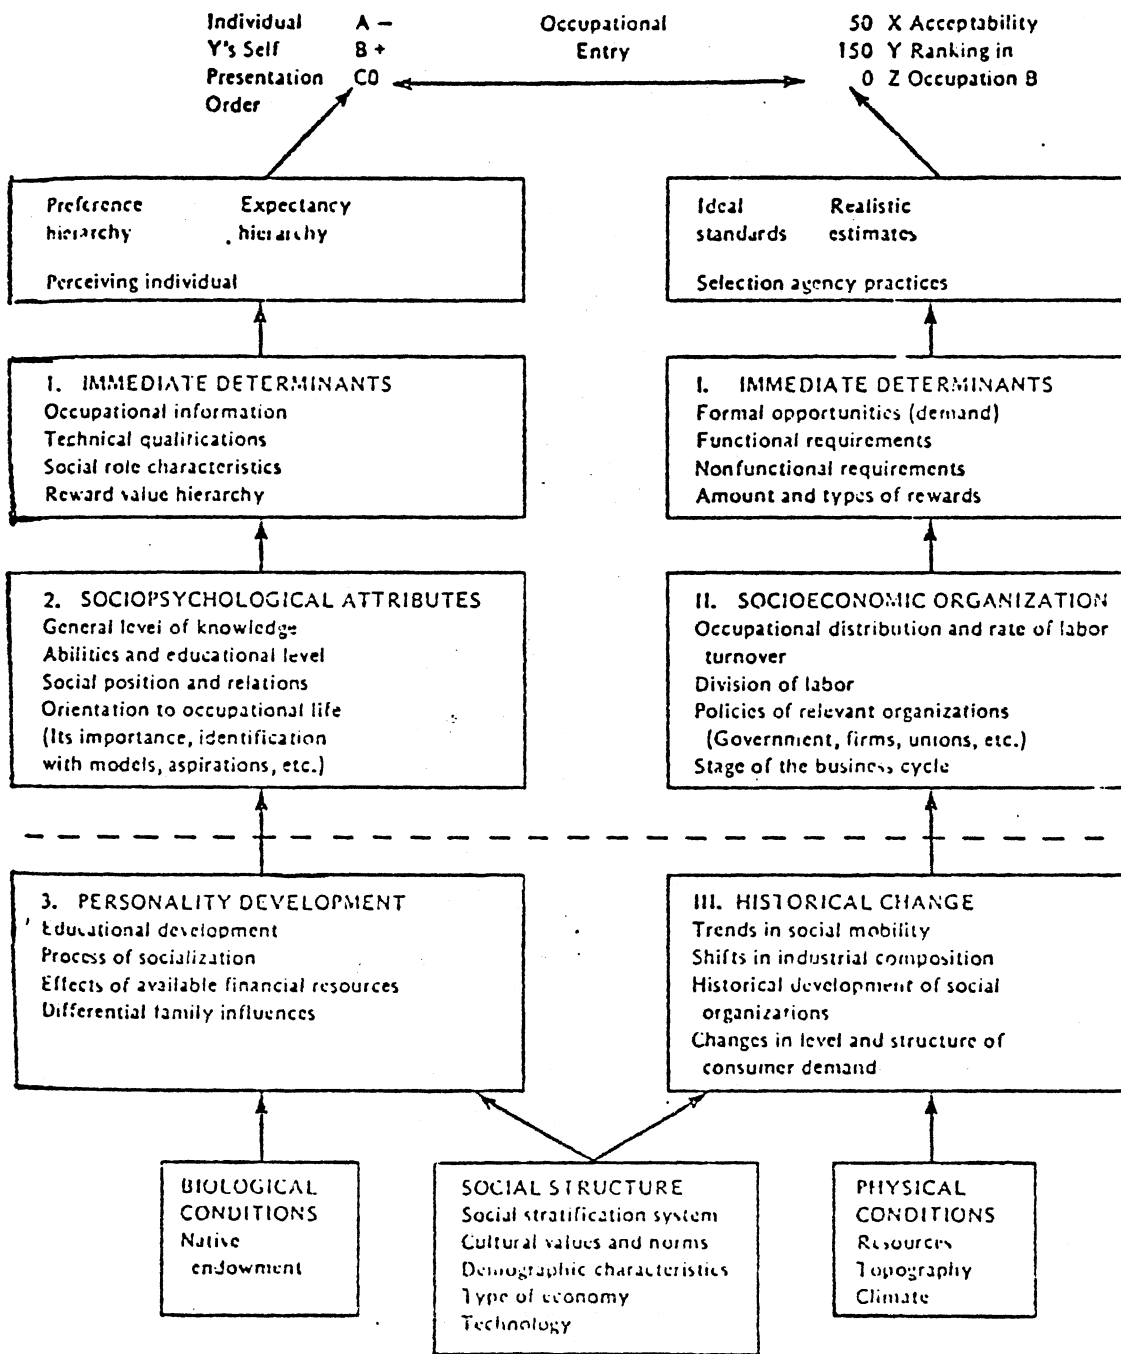 Individual A –
Y's Self B +
Presentation C0
Order
Occupational
Entry
50 X Acceptability
150 Y Ranking in
0 Z Occupation B
Preference Expectancy
hierarchy hierarchy
Perceiving individual
Ideal Realistic
standards estimates
Selection agency practices
1. IMMEDIATE DETERMINANTS
Occupational information
Technical qualifications
Social role characteristics
Reward value hierarchy
I. IMMEDIATE DETERMINANTS
Formal opportunities (demand)
Functional requirements
Nonfunctional requirements
Amount and types of rewards
2. SOCIOPSYCHOLOGICAL ATTRIBUTES
General level of knowledge
Abilities and educational level
Social position and relations
Orientation to occupational life
(Its importance, identification
with models, aspirations, etc.)
II. SOCIOECONOMIC ORGANIZATION
Occupational distribution and rate of labor
turnover
Division of labor
Policies of relevant organizations
(Government, firms, unions, etc.)
Stage of the business cycle
3. PERSONALITY DEVELOPMENT
Educational development
Process of socialization
Effects of available financial resources
Differential family influences
III. HISTORICAL CHANGE
Trends in social mobility
Shifts in industrial composition
Historical development of social
organizations
Changes in level and structure of
consumer demand
BIOLOGICAL
CONDITIONS
Native
endowment
SOCIAL STRUCTURE
Social stratification system
Cultural values and norms
Demographic characteristics
Type of economy
Technology
PHYSICAL
CONDITIONS
Resources
Topography
Climate